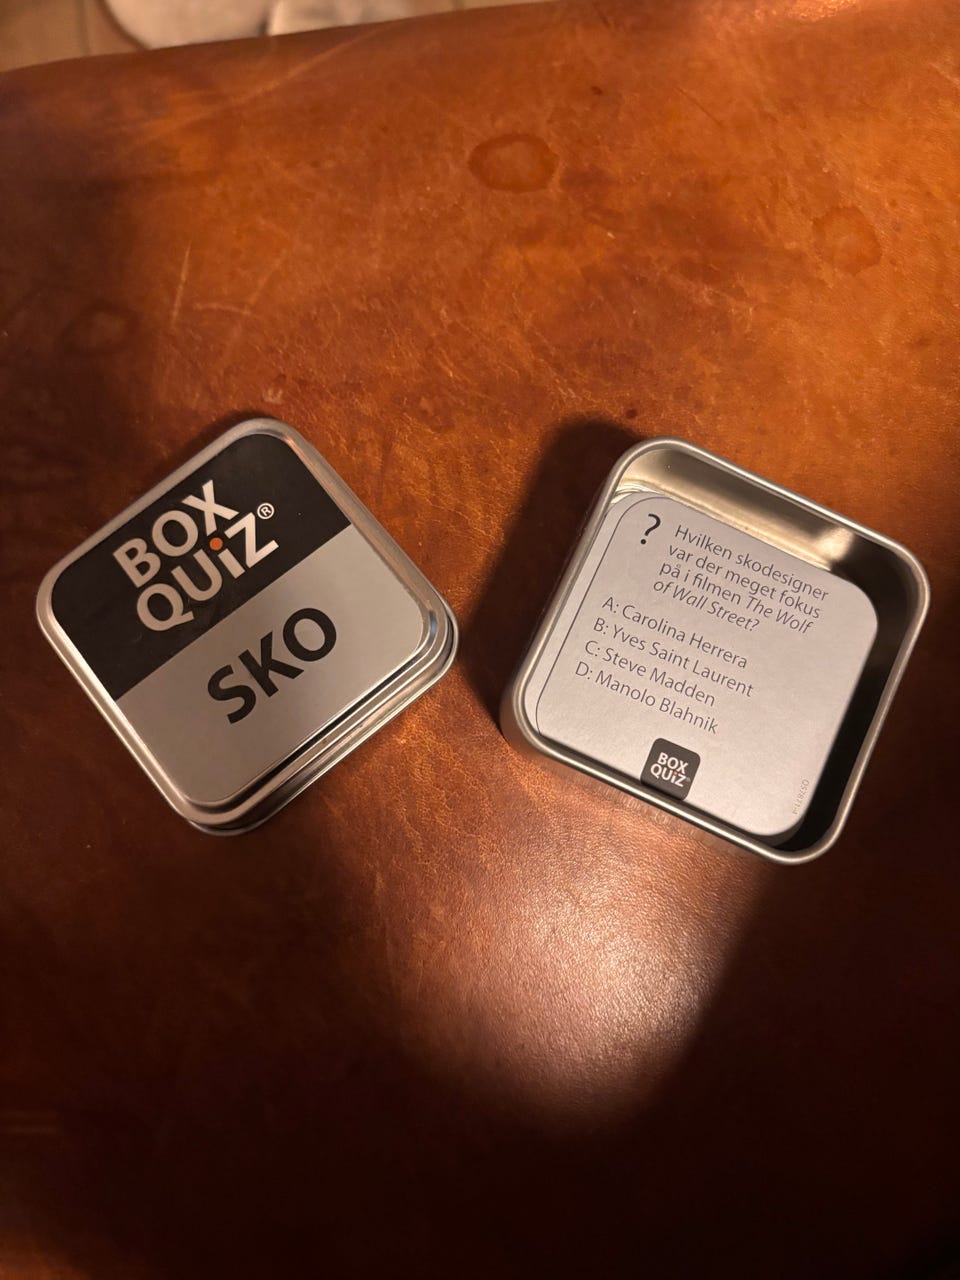 BOX
QUiZ®
SKO
?
Hvilken skodesigner
var der meget fokus
på i filmen The Wolf
of Wall Street?
A: Carolina Herrera
B: Yves Saint Laurent
C: Steve Madden
D: Manolo Blahnik
BOX
QUiZ®